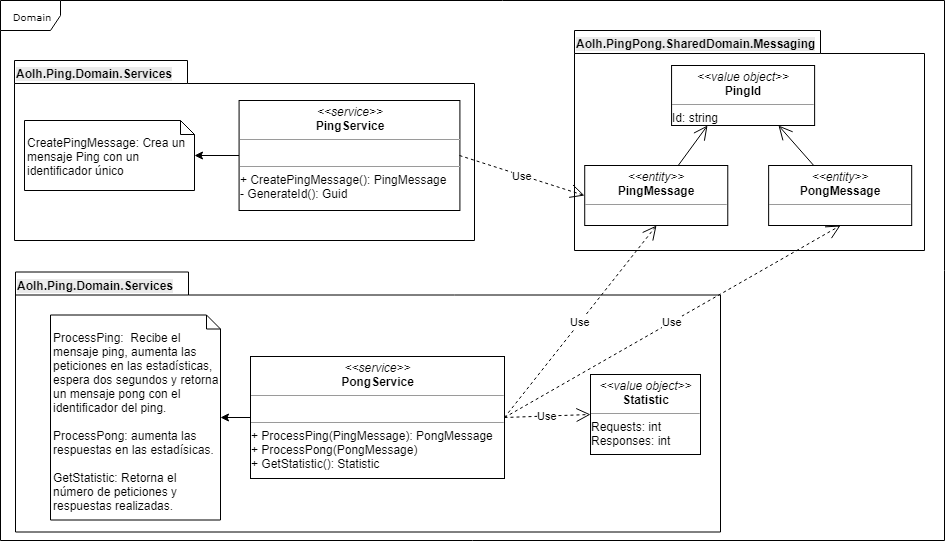 Domain
Aolh.Ping.Domain.Services
CreatePingMessage: Crea un
mensaje Ping con un
identificador único
<<service>>
PingService
+ CreatePingMessage(): PingMessage
- GenerateId(): Guid
Use
Aolh.PingPong.SharedDomain.Messaging
<<value object>>
PingId
Id: string
<<entity>>
PingMessage
<<entity>>
PongMessage
Aolh.Ping.Domain.Services
ProcessPing:  Recibe el
mensaje ping, aumenta las
peticiones en las estadísticas,
espera dos segundos y retorna
un mensaje pong con el
identificador del ping.
ProcessPong: aumenta las
respuestas en las estadísicas.
GetStatistic: Retorna el
número de peticiones y
respuestas realizadas.
<<service>>
PongService
+ ProcessPing(PingMessage): PongMessage
+ ProcessPong(PongMessage)
+ GetStatistic(): Statistic
Use
Use
Use
<<value object>>
Statistic
Requests: int
Responses: int